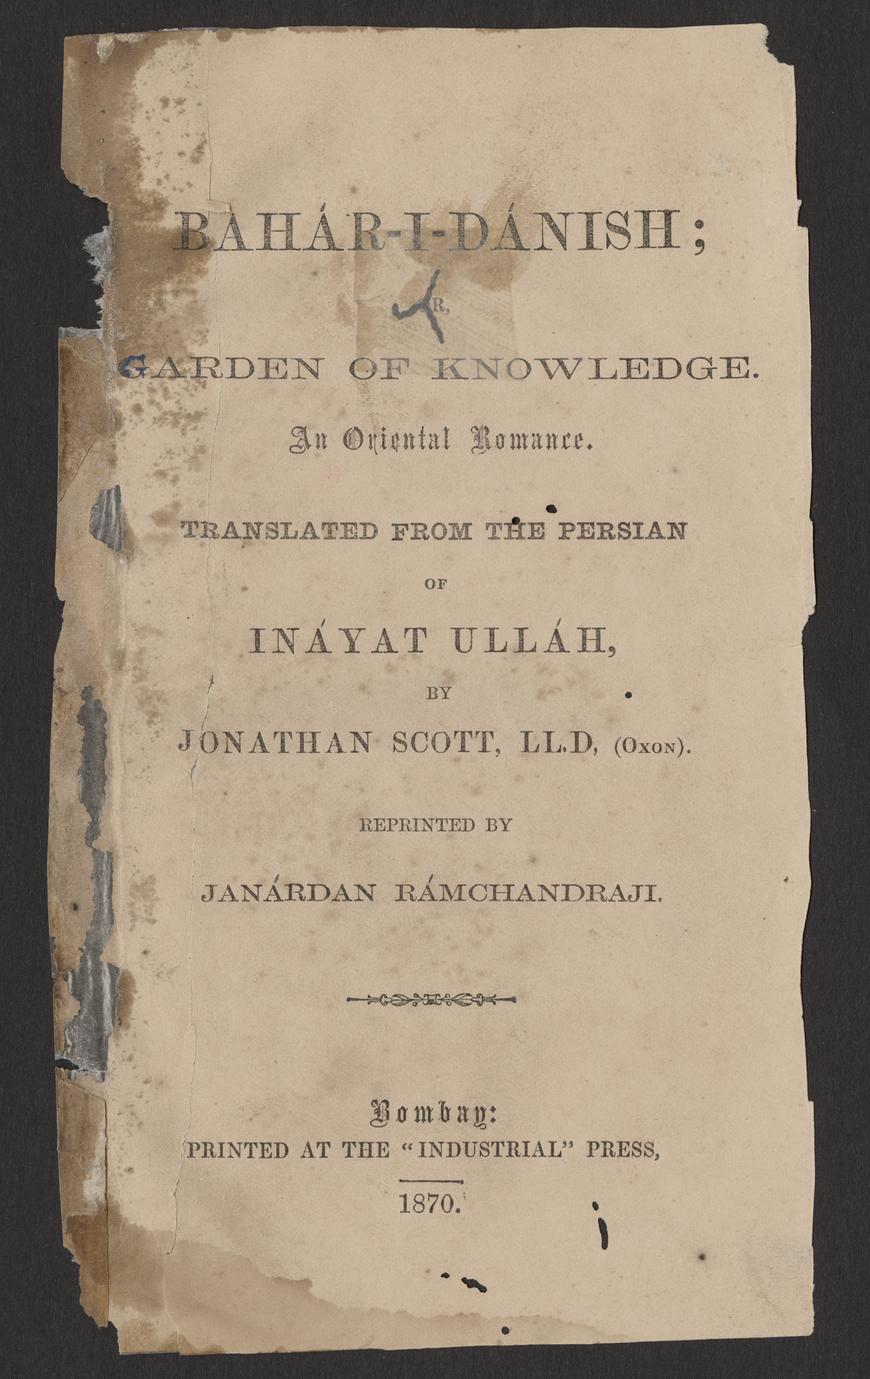 BAHÁR-I-DÁNISH;
OR,
GARDEN OF KNOWLEDGE.
An Oriental Romance.
TRANSLATED FROM THE PERSIAN
OF
INÁYAT ULLÁH,
BY
JONATHAN SCOTT, LL.D, (Oxon).
REPRINTED BY
JANÁRDAN RÁMCHANDRAJI.
Bombay:
PRINTED AT THE “INDUSTRIAL” PRESS,
1870.